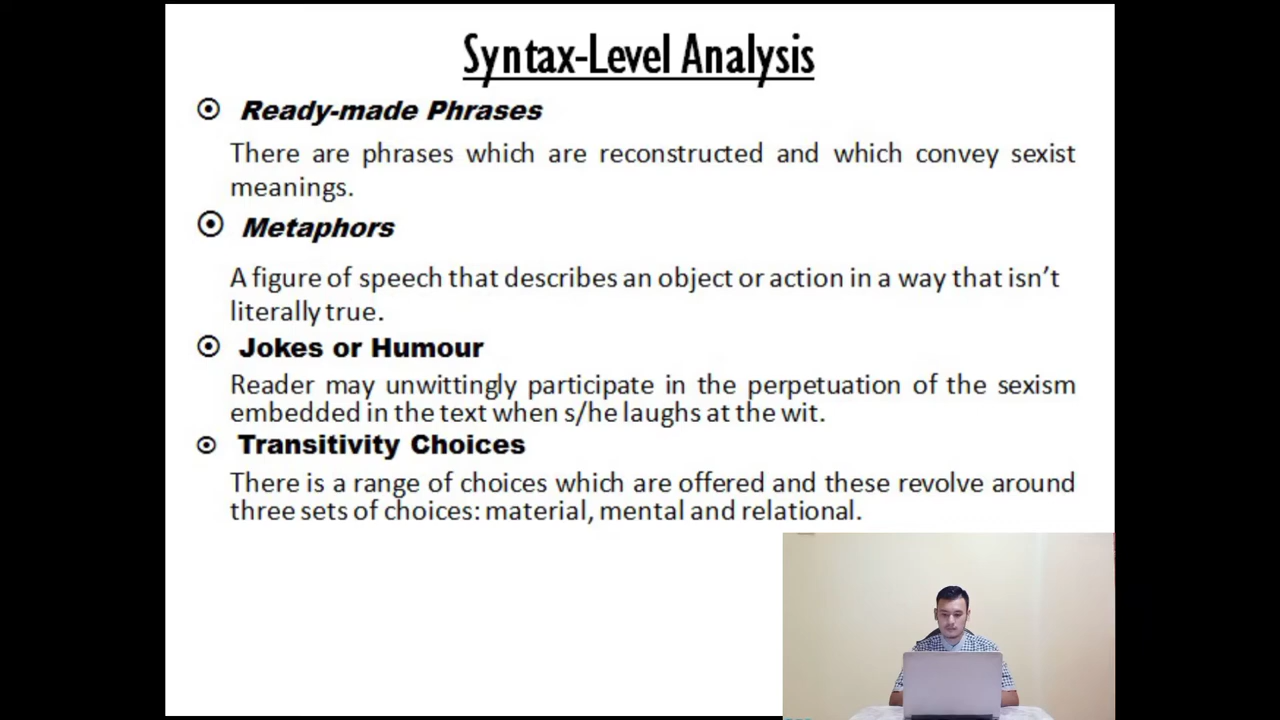 Syntax-Level Analysis
Ready-made Phrases
There are phrases which are reconstructed and which convey sexist
meanings.
Metaphors
A figure of speech that describes an object or action in a way that isn’t
literally true.
Jokes or Humour
Reader may unwittingly participate in the perpetuation of the sexism
embedded in the text when s/he laughs at the wit.
Transitivity Choices
There is a range of choices which are offered and these revolve around
three sets of choices: material, mental and relational.